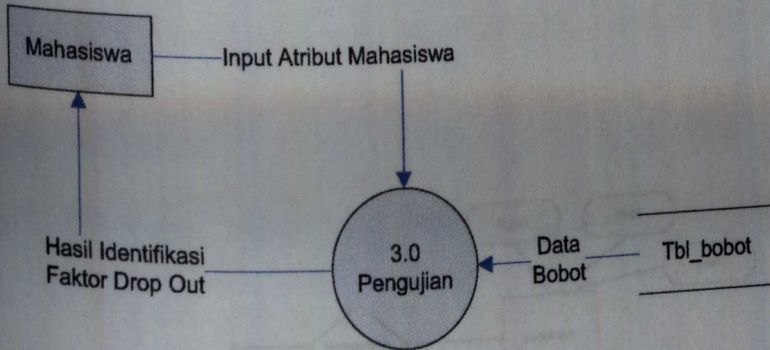 Mahasiswa
Input Atribut Mahasiswa
Hasil Identifikasi
Faktor Drop Out
3.0
Pengujian
Data
Bobot
Tbl_bobot